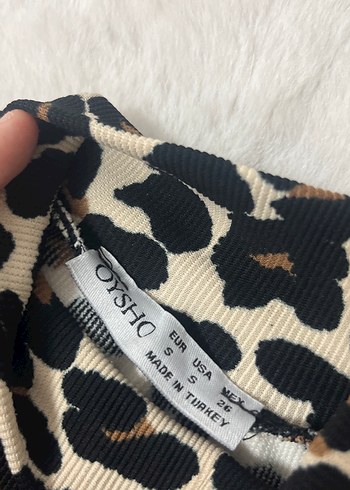 OYSHO
EUR USA MEX
S S 26
MADE IN TURKEY